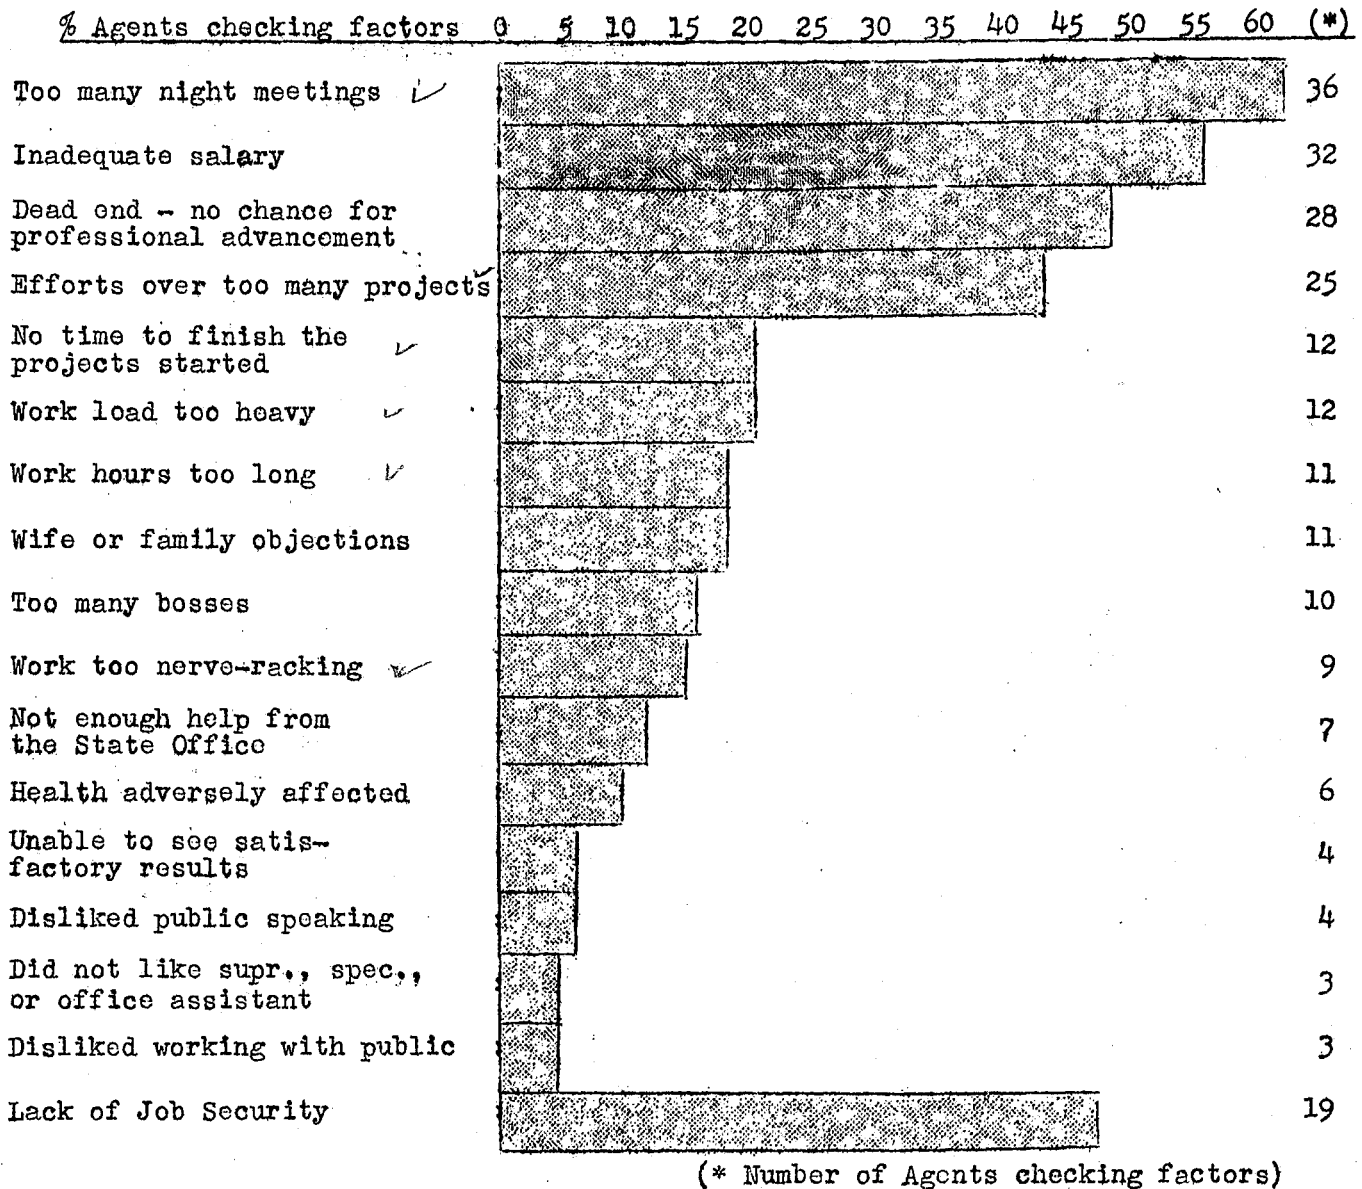 % Agents checking factors 0 5 10 15 20 25 30 35 40 45 50 55 60 (*)
Too many night meetings ✓ 36
Inadequate salary 32
Dead end - no chance for
professional advancement 28
Efforts over too many projects ✓ 25
No time to finish the
projects started ✓ 12
Work load too heavy ✓ 12
Work hours too long ✓ 11
Wife or family objections 11
Too many bosses 10
Work too nerve-racking ✓ 9
Not enough help from
the State Office 7
Health adversely affected 6
Unable to see satis-
factory results 4
Disliked public speaking 4
Did not like supr., spec.,
or office assistant 3
Disliked working with public 3
Lack of Job Security 19
(* Number of Agents checking factors)